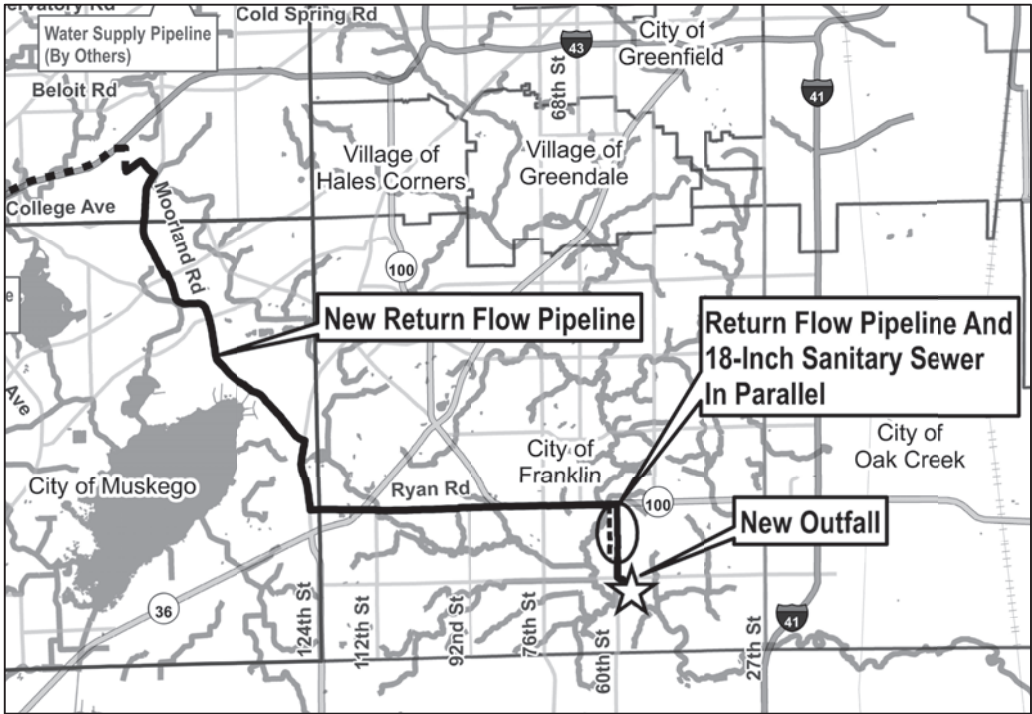 ervatory Rd
Cold Spring Rd
City of
Greenfield
43
Water Supply Pipeline
(By Others)
Beloit Rd
68th St
41
Village of
Hales Corners
Village of
Greendale
College Ave
Moorland Rd
100
e
New Return Flow Pipeline
Return Flow Pipeline And
18-Inch Sanitary Sewer
In Parallel
Ave
City of
Franklin
City of
Oak Creek
City of Muskego
Ryan Rd
100
New Outfall
36
124th St
112th St
92nd St
76th St
60th St
27th St
41